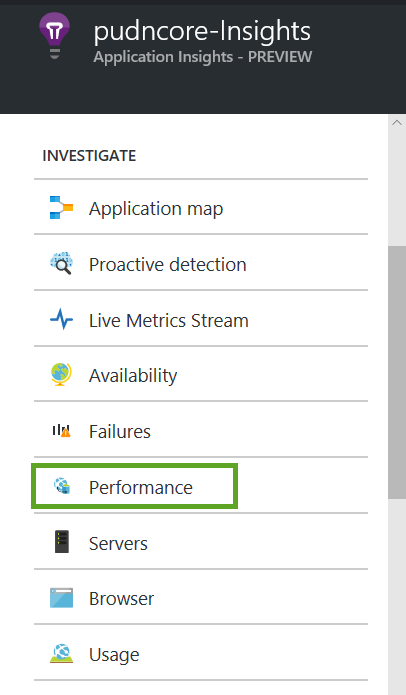 pudncore-Insights
Application Insights - PREVIEW
INVESTIGATE
Application map
Proactive detection
Live Metrics Stream
Availability
Failures
Performance
Servers
Browser
Usage